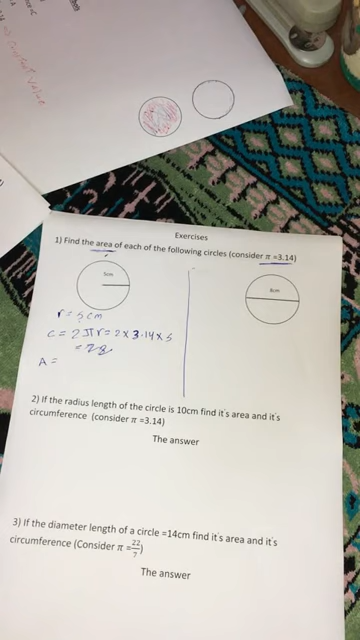 Exercises
1) Find the area of each of the following circles (consider π =3.14)
5cm
8cm
r = 5 cm
C = 2πr = 2 x 3.14 x 5
A =
2) If the radius length of the circle is 10cm find it's area and it's
circumference (consider π =3.14)
The answer
3) If the diameter length of a circle =14cm find it's area and it's
circumference (Consider π =22/7)
The answer